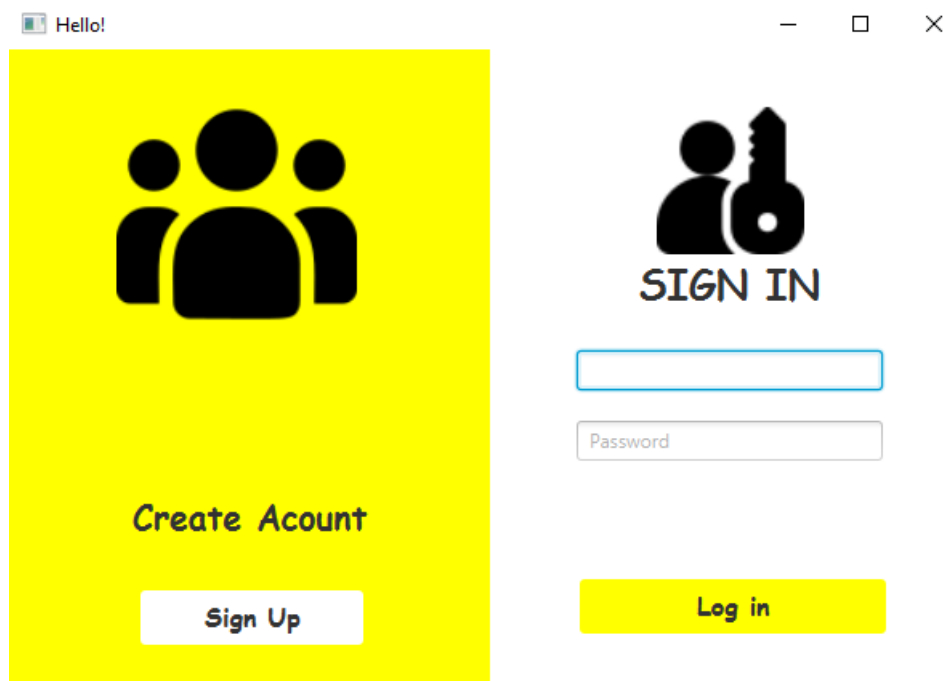 Hello!
Create Acount
Sign Up
SIGN IN
Password
Log in